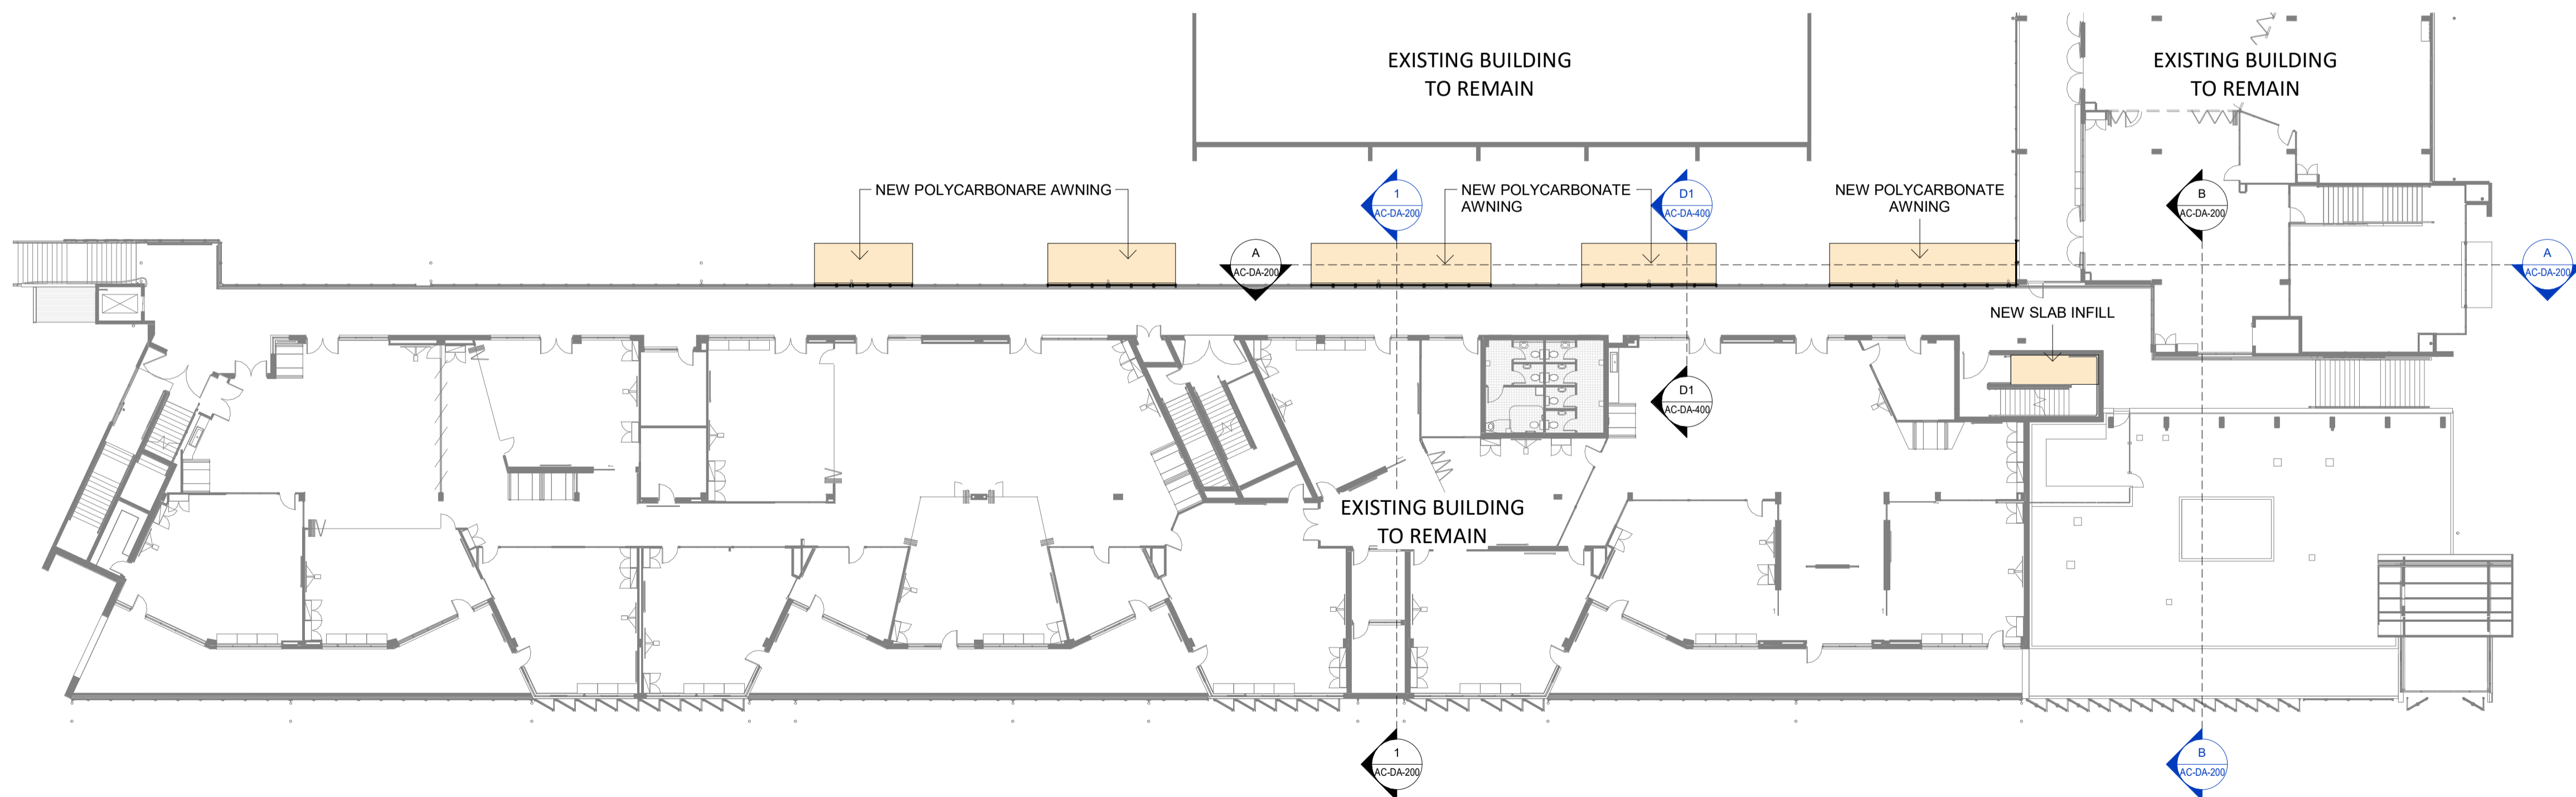 EXISTING BUILDING
TO REMAIN
EXISTING BUILDING
TO REMAIN
NEW POLYCARBONARE AWNING
1
AC-DA-200
NEW POLYCARBONATE
AWNING
D1
AC-DA-400
NEW POLYCARBONATE
AWNING
B
AC-DA-200
A
AC-DA-200
A
AC-DA-200
NEW SLAB INFILL
D1
AC-DA-400
EXISTING BUILDING
TO REMAIN
1
AC-DA-200
B
AC-DA-200